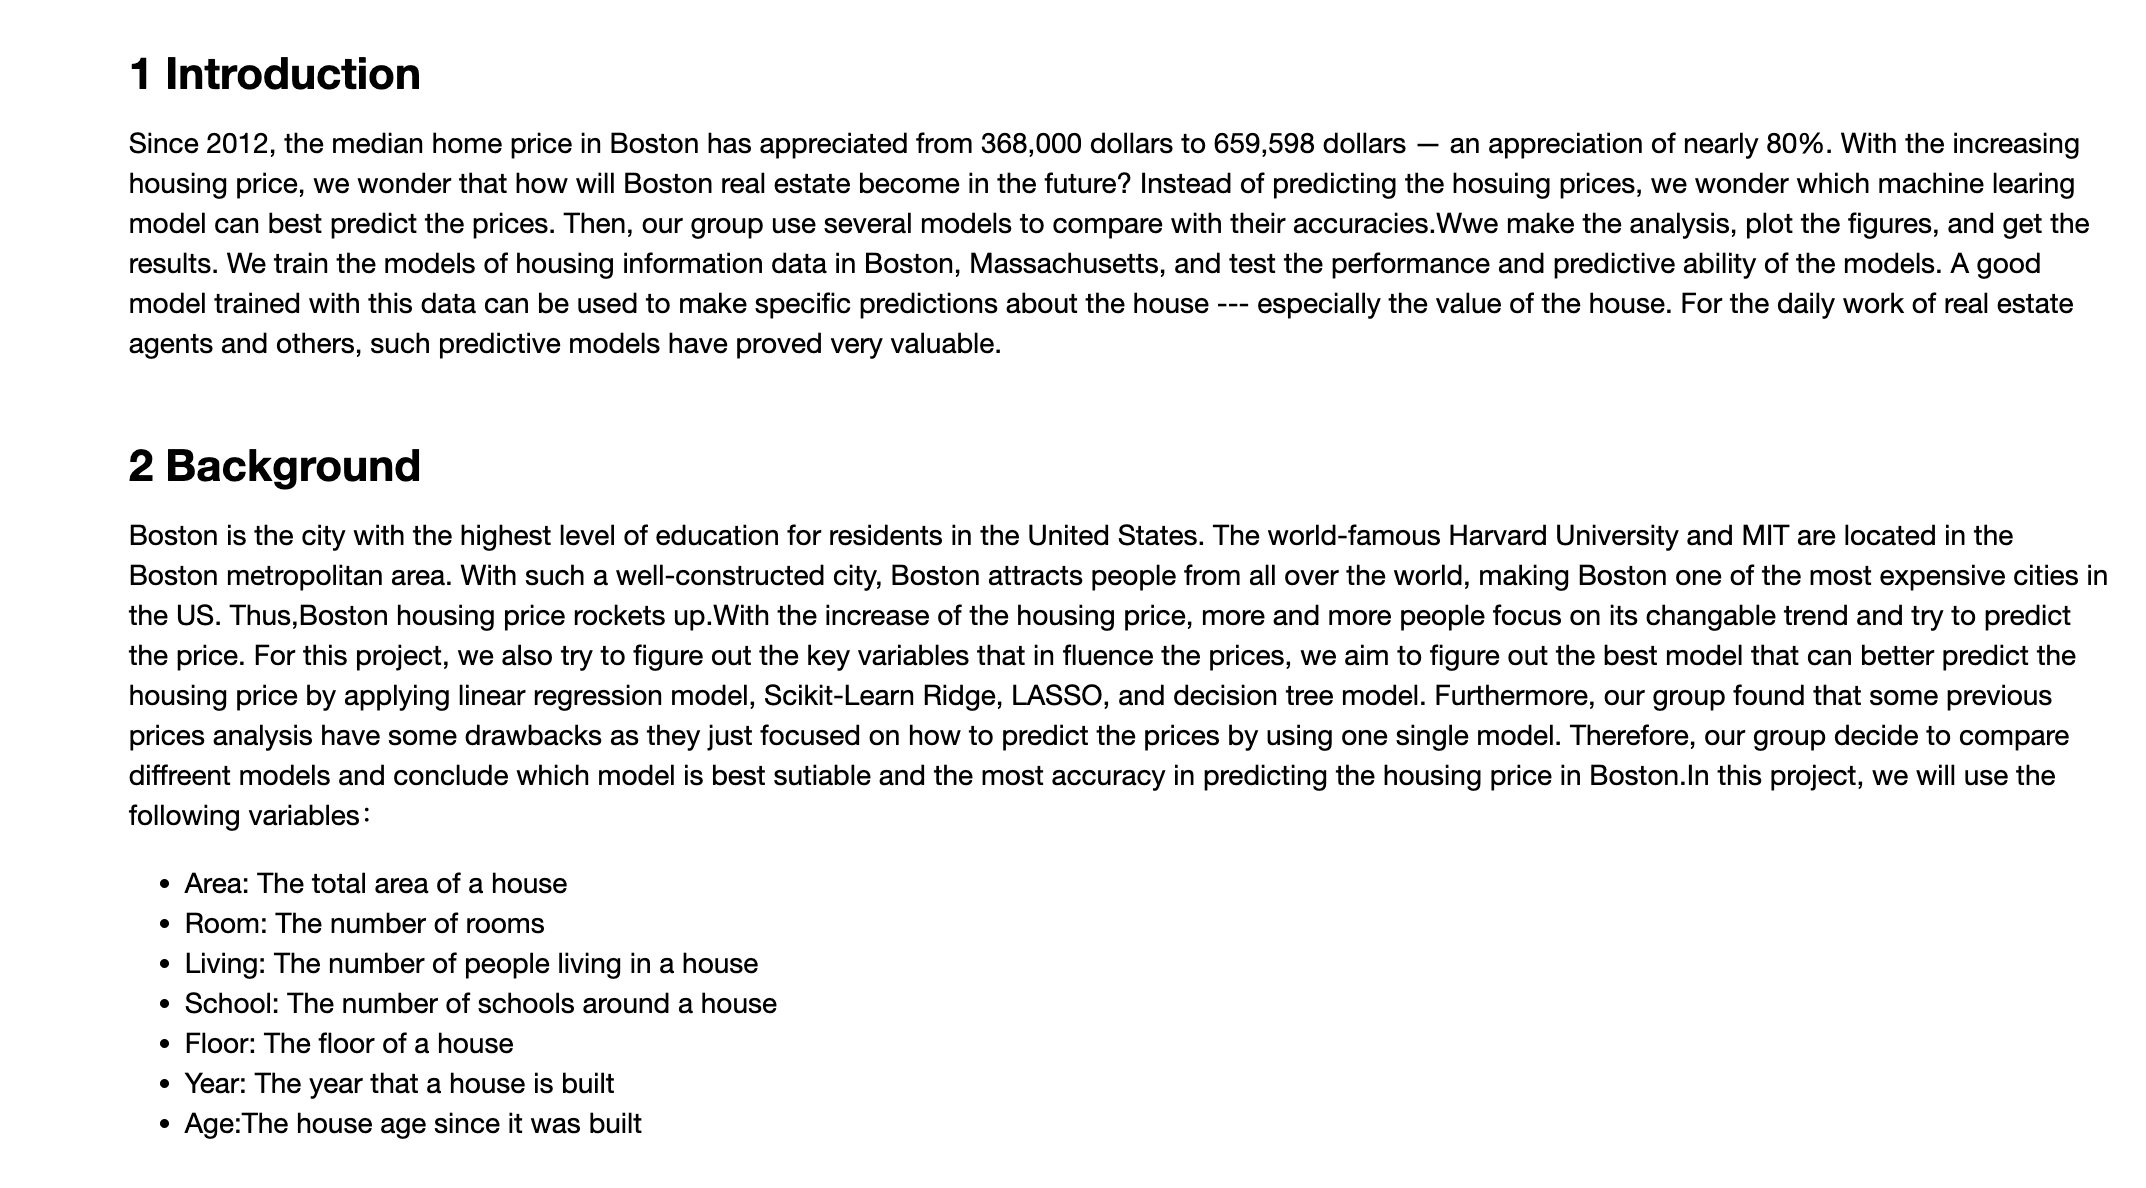 1 Introduction
Since 2012, the median home price in Boston has appreciated from 368,000 dollars to 659,598 dollars — an appreciation of nearly 80%. With the increasing
housing price, we wonder that how will Boston real estate become in the future? Instead of predicting the hosuing prices, we wonder which machine learing
model can best predict the prices. Then, our group use several models to compare with their accuracies.Wwe make the analysis, plot the figures, and get the
results. We train the models of housing information data in Boston, Massachusetts, and test the performance and predictive ability of the models. A good
model trained with this data can be used to make specific predictions about the house --- especially the value of the house. For the daily work of real estate
agents and others, such predictive models have proved very valuable.
2 Background
Boston is the city with the highest level of education for residents in the United States. The world-famous Harvard University and MIT are located in the
Boston metropolitan area. With such a well-constructed city, Boston attracts people from all over the world, making Boston one of the most expensive cities in
the US. Thus,Boston housing price rockets up.With the increase of the housing price, more and more people focus on its changable trend and try to predict
the price. For this project, we also try to figure out the key variables that in fluence the prices, we aim to figure out the best model that can better predict the
housing price by applying linear regression model, Scikit-Learn Ridge, LASSO, and decision tree model. Furthermore, our group found that some previous
prices analysis have some drawbacks as they just focused on how to predict the prices by using one single model. Therefore, our group decide to compare
diffreent models and conclude which model is best sutiable and the most accuracy in predicting the housing price in Boston.In this project, we will use the
following variables：
• Area: The total area of a house
• Room: The number of rooms
• Living: The number of people living in a house
• School: The number of schools around a house
• Floor: The floor of a house
• Year: The year that a house is built
• Age:The house age since it was built